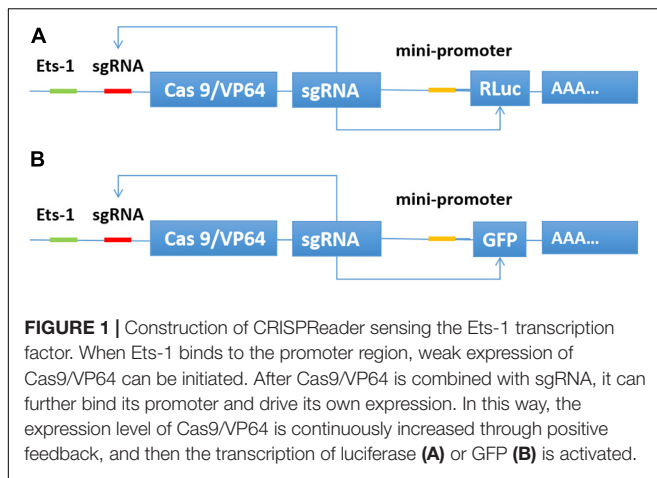 A
mini-promoter
Ets-1 sgRNA
Cas 9/VP64 sgRNA RLuc AAA...
B
mini-promoter
Ets-1 sgRNA
Cas 9/VP64 sgRNA GFP AAA...
FIGURE 1 | Construction of CRISPReader sensing the Ets-1 transcription
factor. When Ets-1 binds to the promoter region, weak expression of
Cas9/VP64 can be initiated. After Cas9/VP64 is combined with sgRNA, it can
further bind its promoter and drive its own expression. In this way, the
expression level of Cas9/VP64 is continuously increased through positive
feedback, and then the transcription of luciferase (A) or GFP (B) is activated.